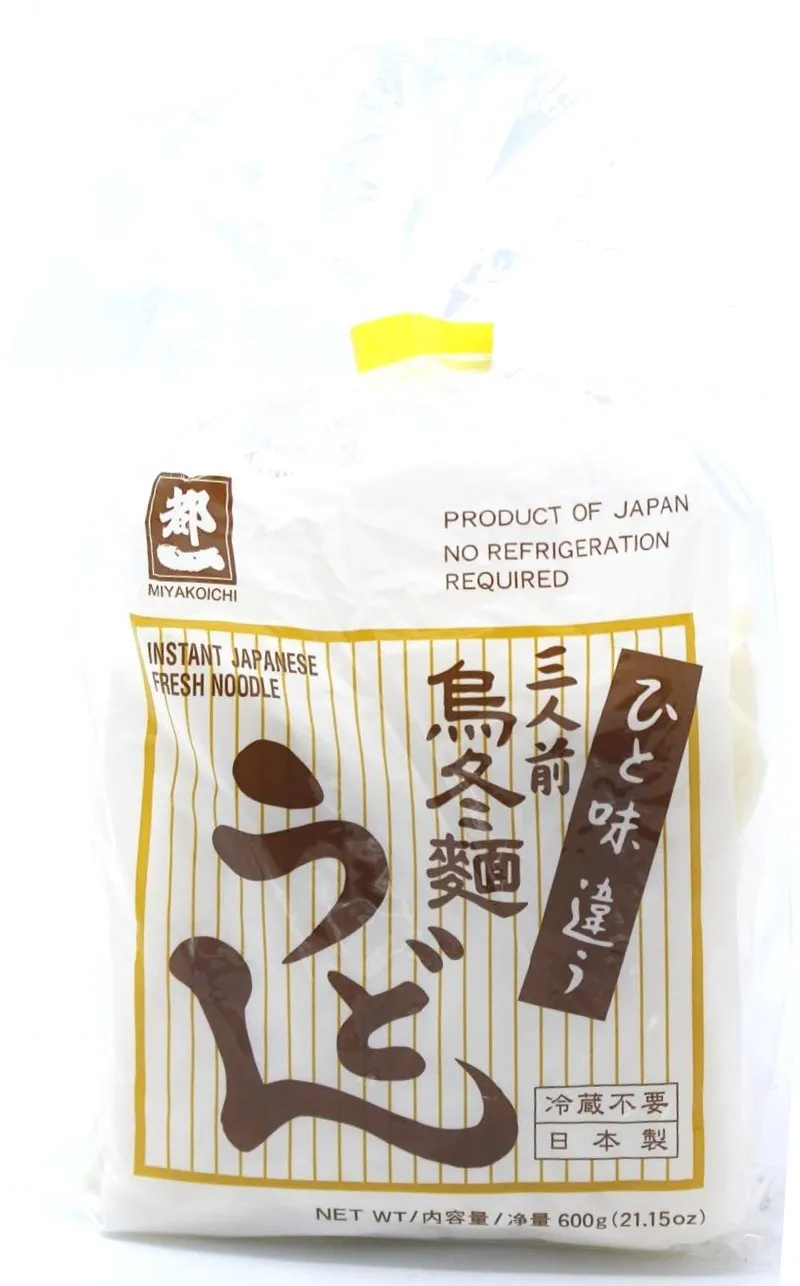 都一
MIYAKOICHI
PRODUCT OF JAPAN
NO REFRIGERATION
REQUIRED
INSTANT JAPANESE
FRESH NOODLE
ひと味違う
三人前
烏冬麵
うどん
冷蔵不要
日本製
NET WT/内容量/净量 600g(21.15oz)